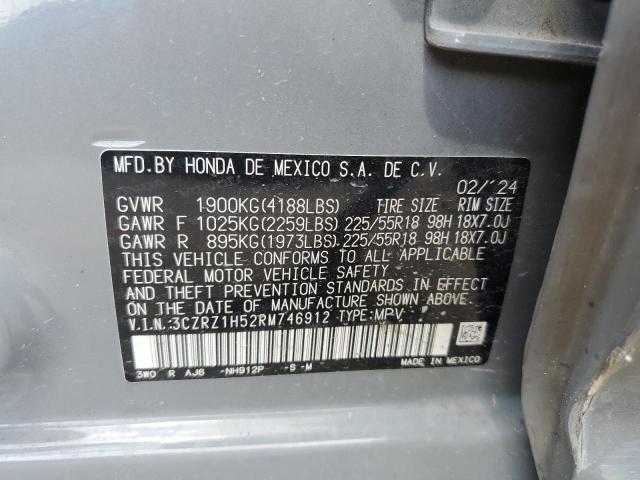 MFD.BY HONDA DE MEXICO S.A. DE C.V.
02/'24
GVWR 1900KG(4188LBS) TIRE SIZE RIM SIZE
GAWR F 1025KG(2259LBS) 225/55R18 98H 18X7.0J
GAWR R 895KG(1973LBS) 225/55R18 98H 18X7.0J
THIS VEHICLE CONFORMS TO ALL APPLICABLE
FEDERAL MOTOR VEHICLE SAFETY
AND THEFT PREVENTION STANDARDS IN EFFECT
ON THE DATE OF MANUFACTURE SHOWN ABOVE.
V.I.N.:3CZRZ1H52RM746912 TYPE:MPV
3WO R AJ6 -NH912P -S -M MADE IN MEXICO